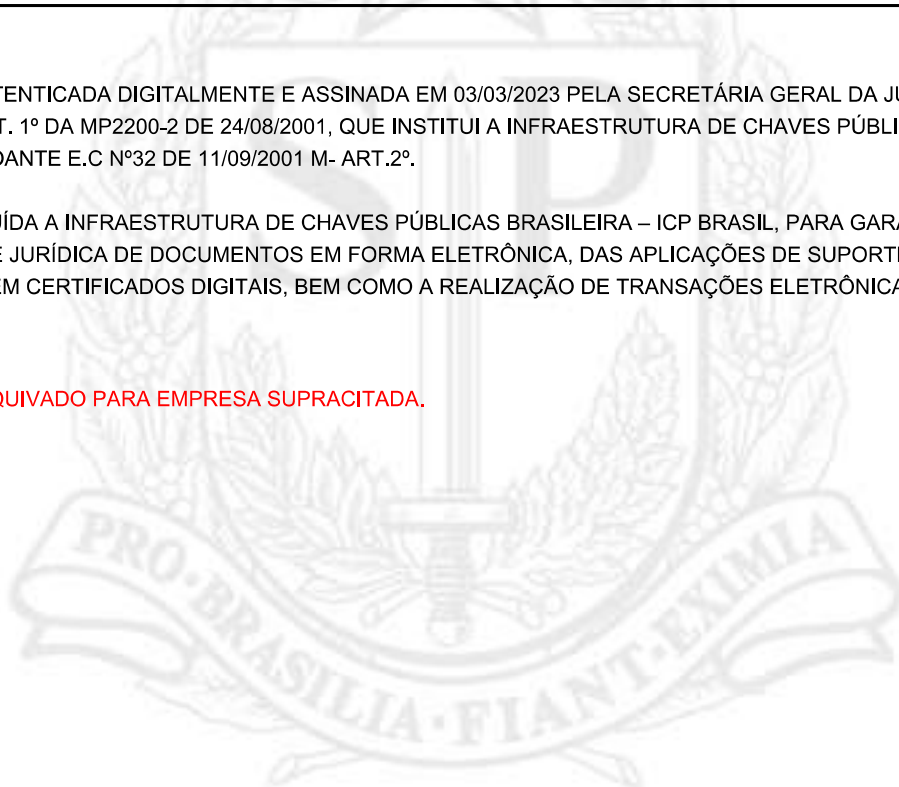 TENTICADA DIGITALMENTE E ASSINADA EM 03/03/2023 PELA SECRETÁRIA GERAL DA JU
T. 1º DA MP2200-2 DE 24/08/2001, QUE INSTITUI A INFRAESTRUTURA DE CHAVES PÚBLI
DANTE E.C Nº32 DE 11/09/2001 M- ART.2º.
UÍDA A INFRAESTRUTURA DE CHAVES PÚBLICAS BRASILEIRA – ICP BRASIL, PARA GARA
E JURÍDICA DE DOCUMENTOS EM FORMA ELETRÔNICA, DAS APLICAÇÕES DE SUPORTE
EM CERTIFICADOS DIGITAIS, BEM COMO A REALIZAÇÃO DE TRANSAÇÕES ELETRÔNICA
QUIVADO PARA EMPRESA SUPRACITADA.
SP
PRO·BRASILIA·FIANT·EXIMIA